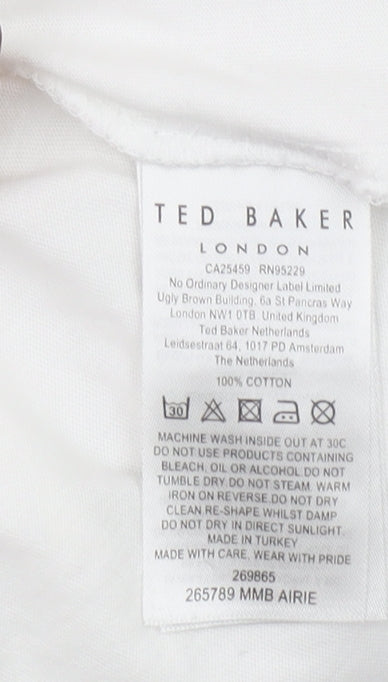 TED BAKER
LONDON
CA25459 RN95229
No Ordinary Designer Label Limited
Ugly Brown Building, 6a St Pancras Way
London NW1 0TB United Kingdom
Ted Baker Netherlands
Leidsestraat 64, 1017 PD Amsterdam
The Netherlands
100% COTTON
30
MACHINE WASH INSIDE OUT AT 30C
DO NOT USE PRODUCTS CONTAINING
BLEACH, OIL OR ALCOHOL.DO NOT
TUMBLE DRY.DO NOT STEAM. WARM
IRON ON REVERSE.DO NOT DRY
CLEAN.RE-SHAPE WHILST DAMP.
DO NOT DRY IN DIRECT SUNLIGHT.
MADE IN TURKEY
MADE WITH CARE, WEAR WITH PRIDE
269865
265789 MMB AIRIE